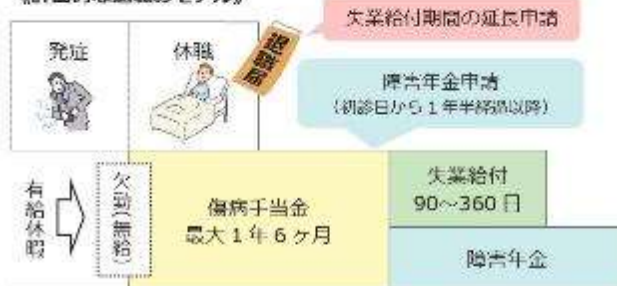 失業給付期間の延長申請
発症
休職
退職届
障害年金申請
(初診日から1年半経過以降)
有給休暇
欠勤(無給)
傷病手当金
最大1年6ヶ月
失業給付
90~360日
障害年金